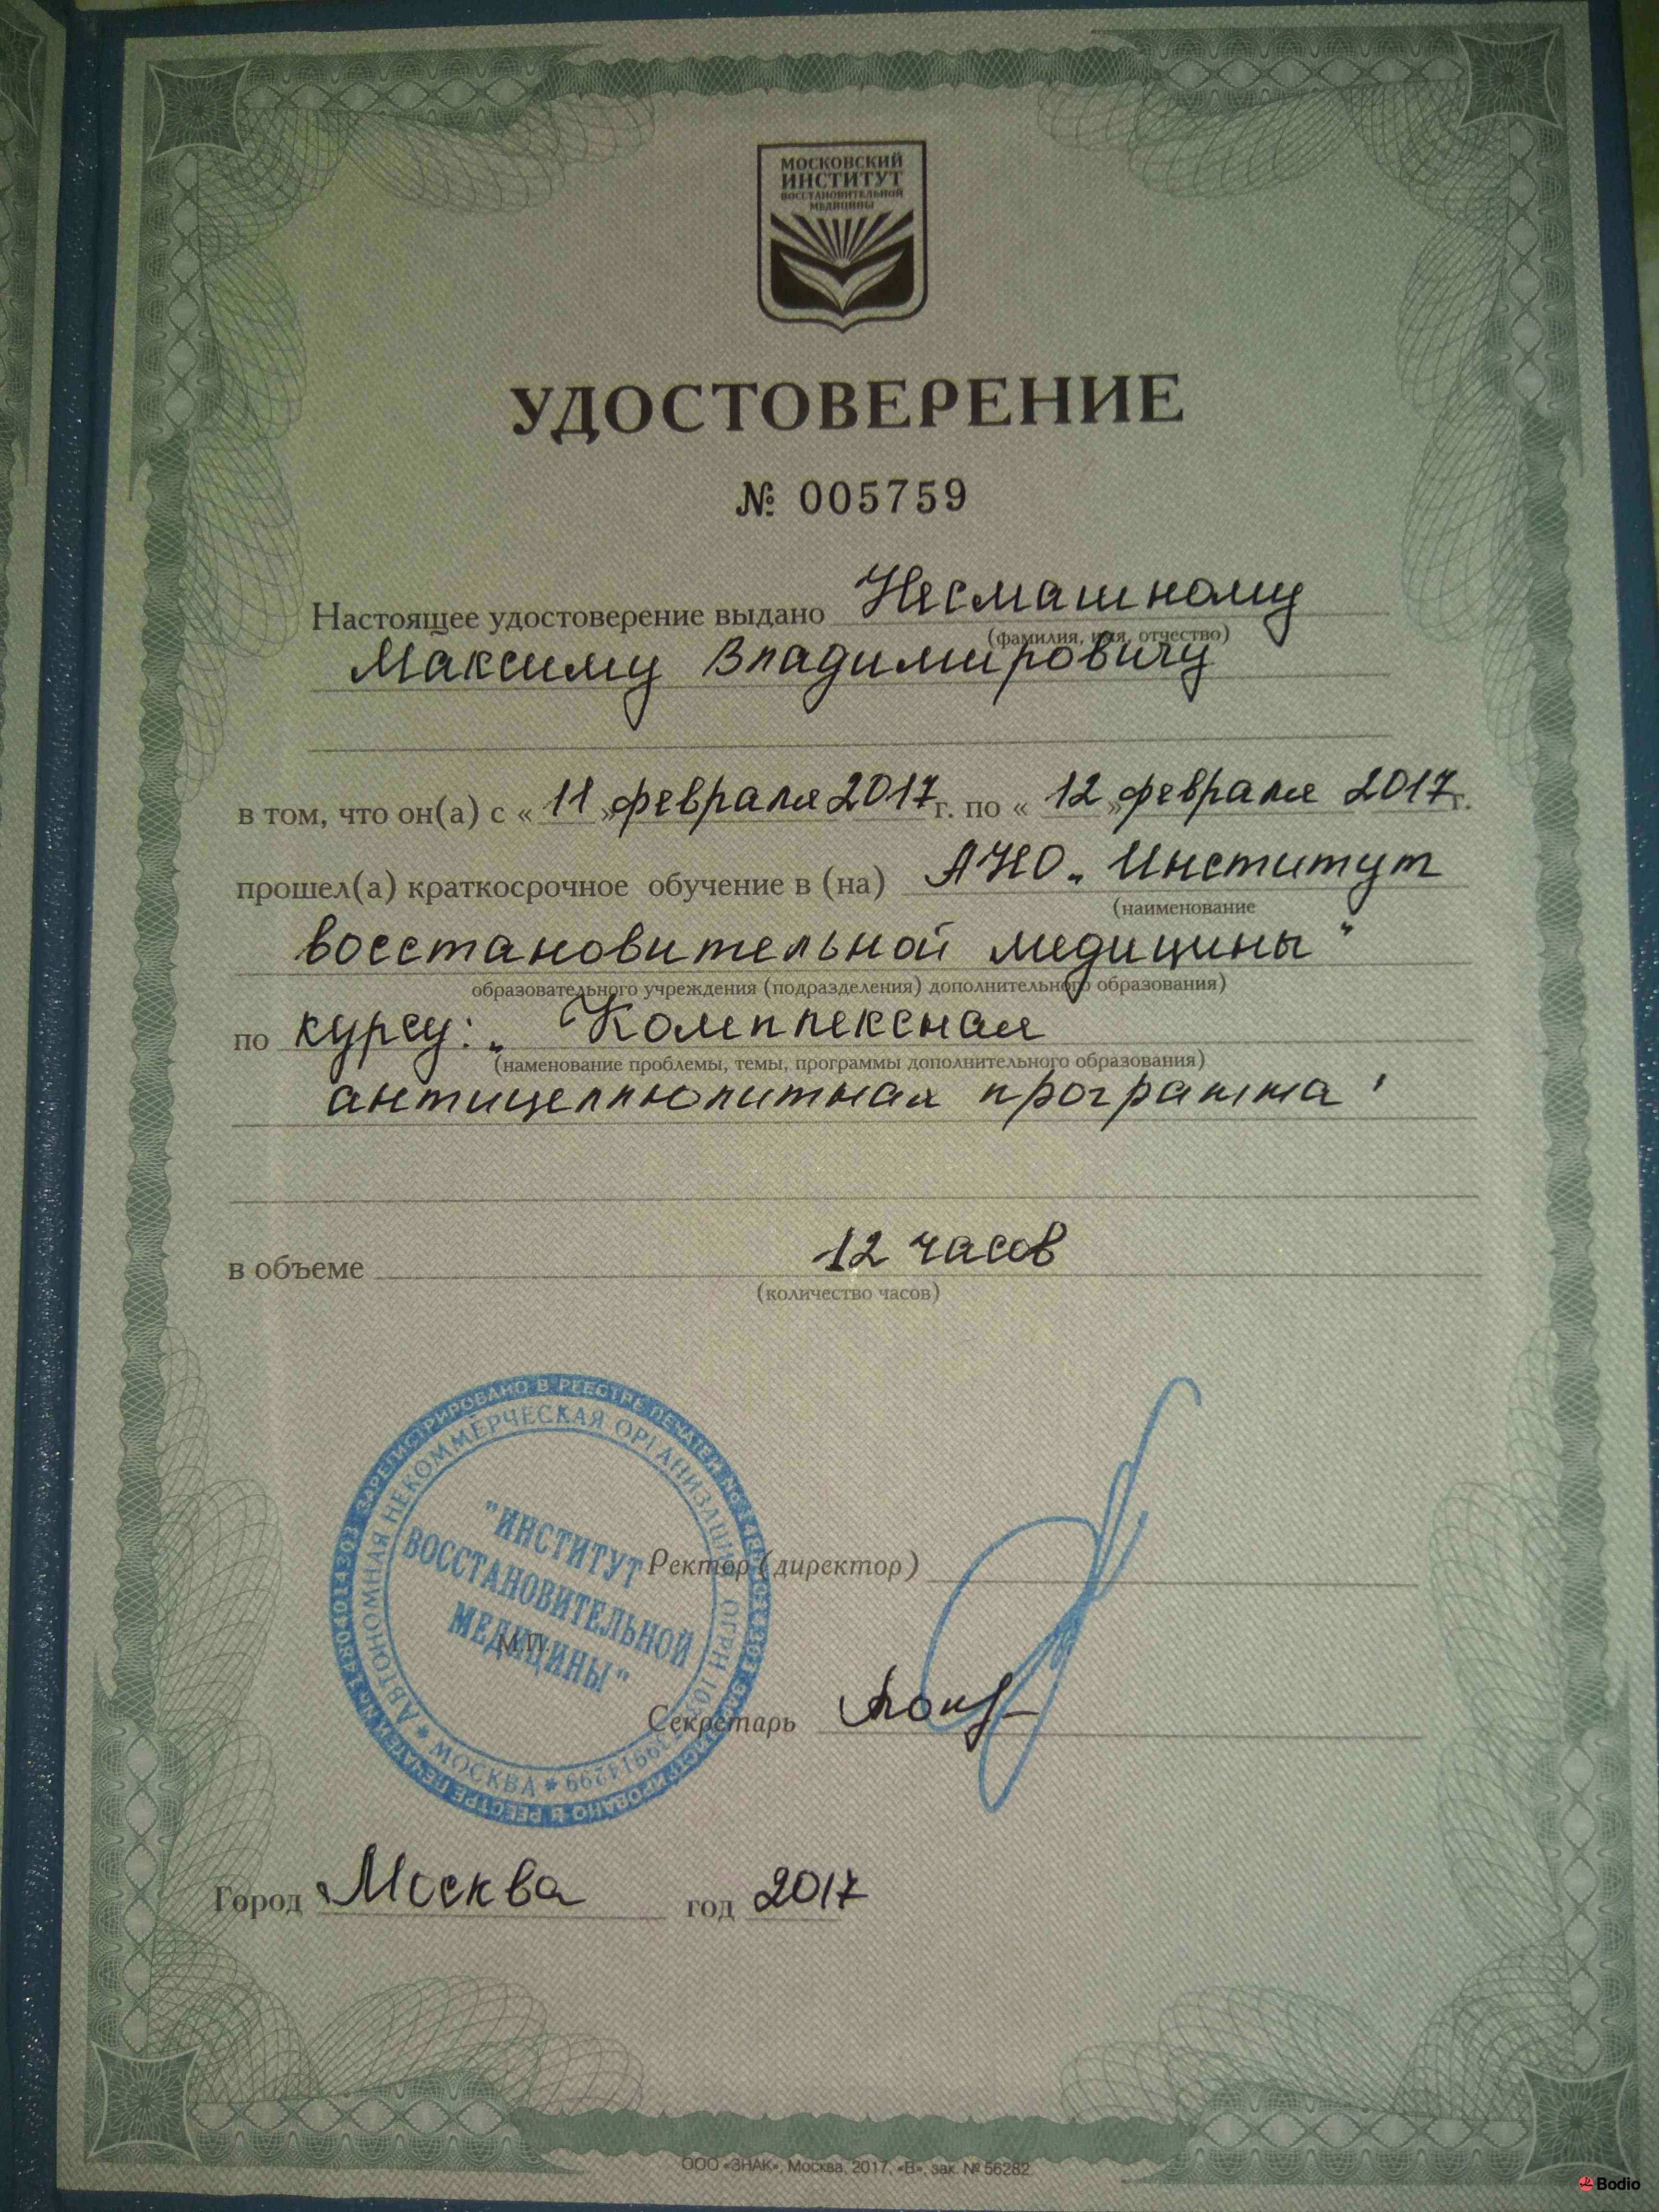 МОСКОВСКИЙ
ИНСТИТУТ
ВОССТАНОВИТЕЛЬНОЙ
МЕДИЦИНЫ
УДОСТОВЕРЕНИЕ
№ 005759
Настоящее удостоверение выдано Несмашному
(фамилия, имя, отчество)
Максиму Владимировичу
в том, что он(а) с «11» февраля 2017 г. по «12» февраля 2017 г.
прошел(а) краткосрочное обучение в (на) АНО „Институт
(наименование
восстановительной медицины"
образовательного учреждения (подразделения) дополнительного образования)
по курсу: „Комплексная
(наменование проблемы, темы, программы дополнительного образования)
антицеллюлитная программа"
в объеме 12 часов
(количество часов)
АВТОНОМНАЯ НЕКОММЕРЧЕСКАЯ ОРГАНИЗАЦИЯ
"ИНСТИТУТ
ВОССТАНОВИТЕЛЬНОЙ
МЕДИЦИНЫ"
* МОСКВА *
Ректор (директор)
М.П.
Секретарь
Город Москва год 2017
ООО «ЗНАК», Москва, 2017, «В», зак. № 56282
Bodio